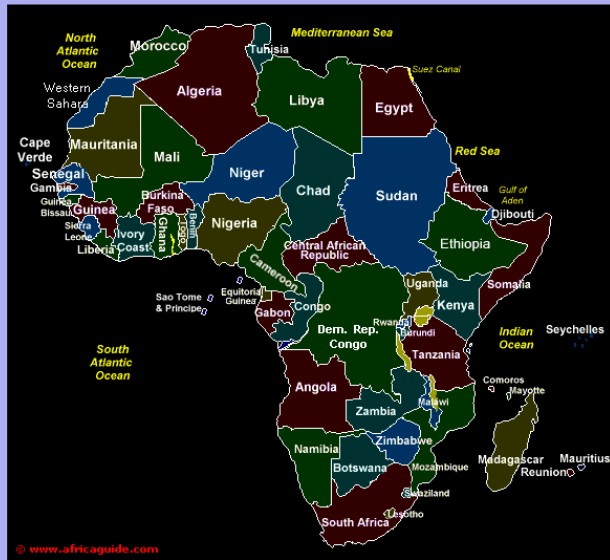 North
Atlantic
Ocean
Mediterranean Sea
Morocco
Tunisia
Suez Canal
Algeria
Libya
Egypt
Western
Sahara
Mauritania
Mali
Niger
Chad
Sudan
Red Sea
Cape
Verde
Senegal
Gambia
Guinea
Bissau
Guinea
Sierra
Leone
Liberia
Ivory
Coast
Burkina
Faso
Ghana
Togo
Benin
Nigeria
Eritrea
Gulf of
Aden
Djibouti
Ethiopia
Somalia
Central African
Republic
Cameroon
Equitorial
Guinea
Sao Tome
& Principe
Gabon
Congo
Dem. Rep.
Congo
Uganda
Kenya
Rwanda
Burundi
Tanzania
Indian
Ocean
Seychelles
South
Atlantic
Ocean
Angola
Zambia
Malawi
Comoros
Mayotte
Namibia
Zimbabwe
Botswana
Mozambique
Madagascar
Mauritius
Reunion
Swaziland
Lesotho
South Africa
© www.africaguide.com